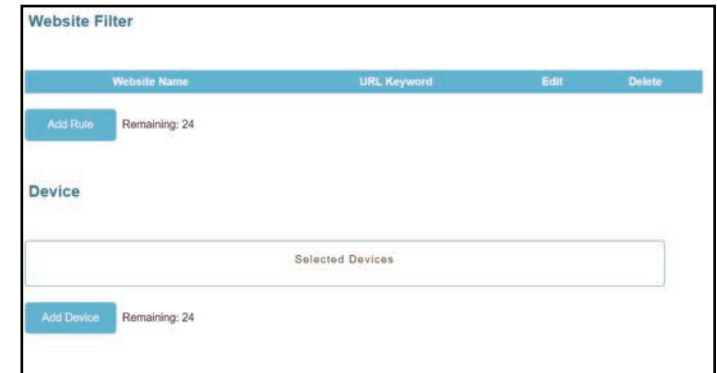 Website Filter
Website Name URL Keyword Edit Delete
Add Rule Remaining: 24
Device
Selected Devices
Add Device Remaining: 24